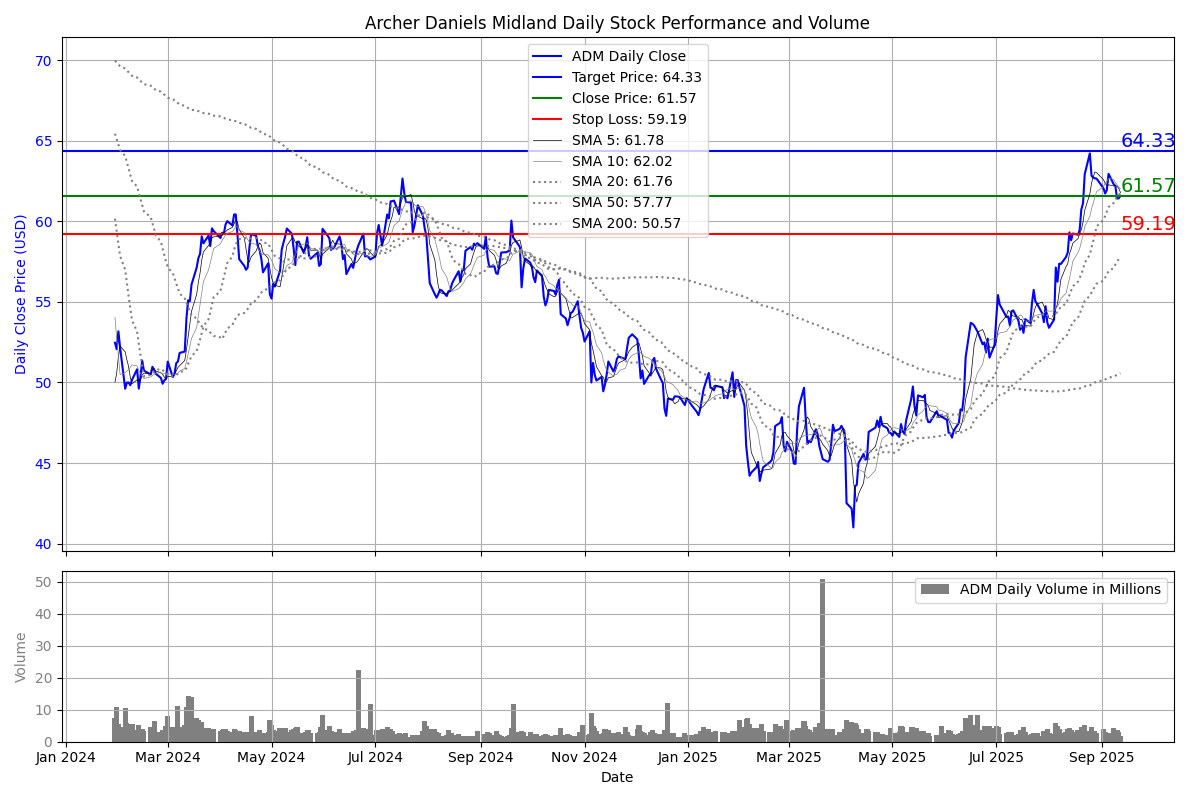 Archer Daniels Midland Daily Stock Performance and Volume
Daily Close Price (USD)
70
65
60
55
50
45
40
ADM Daily Close
Target Price: 64.33
Close Price: 61.57
Stop Loss: 59.19
SMA 5: 61.78
SMA 10: 62.02
SMA 20: 61.76
SMA 50: 57.77
SMA 200: 50.57
64.33
61.57
59.19
Volume
50
40
30
20
10
0
ADM Daily Volume in Millions
Jan 2024 Mar 2024 May 2024 Jul 2024 Sep 2024 Nov 2024 Jan 2025 Mar 2025 May 2025 Jul 2025 Sep 2025
Date